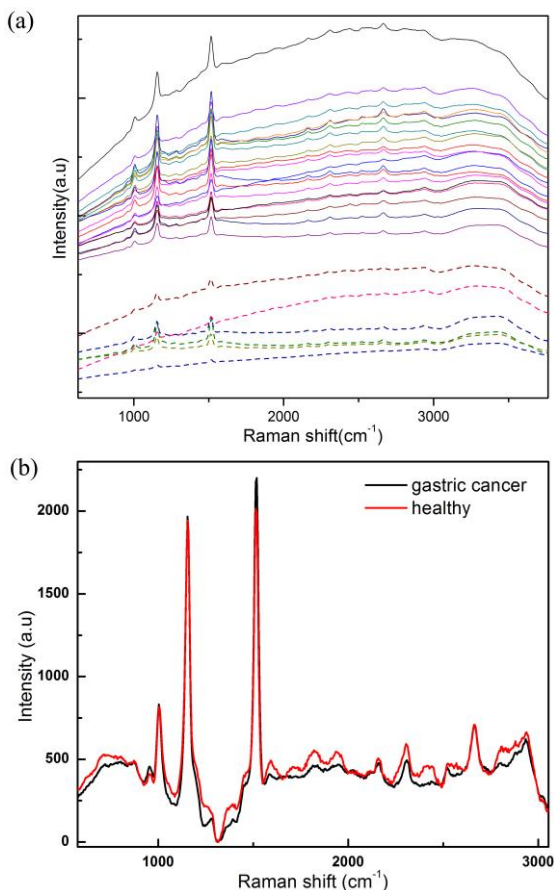 (a)
Intensity(a.u)
1000 2000 3000
Raman shift(cm⁻¹)
(b)
gastric cancer
healthy
2000
1500
1000
500
0
Intensity (a.u)
1000 2000 3000
Raman shift (cm⁻¹)